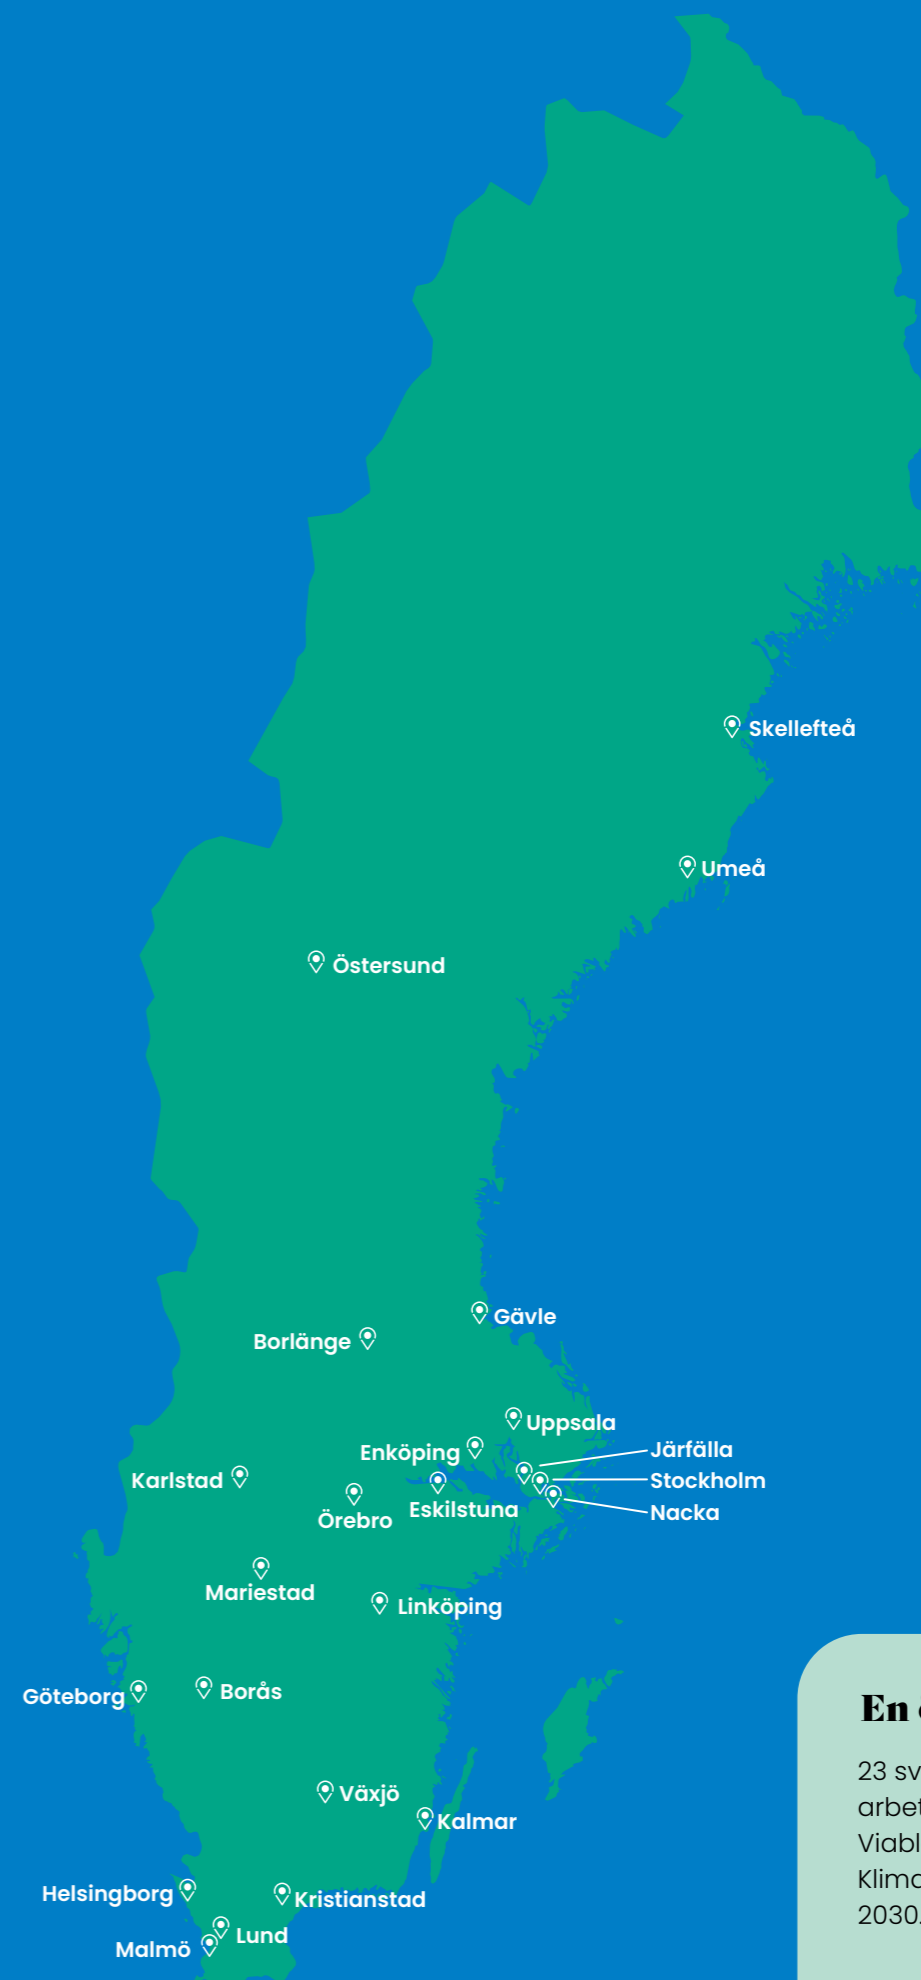 Skellefteå
Umeå
Östersund
Gävle
Borlänge
Uppsala
Enköping
Järfälla
Karlstad
Stockholm
Örebro
Eskilstuna
Nacka
Mariestad
Linköping
Göteborg
Borås
Växjö
Kalmar
Helsingborg
Kristianstad
Lund
Malmö
En
23 sv
arbet
Viabl
Klima
2030.